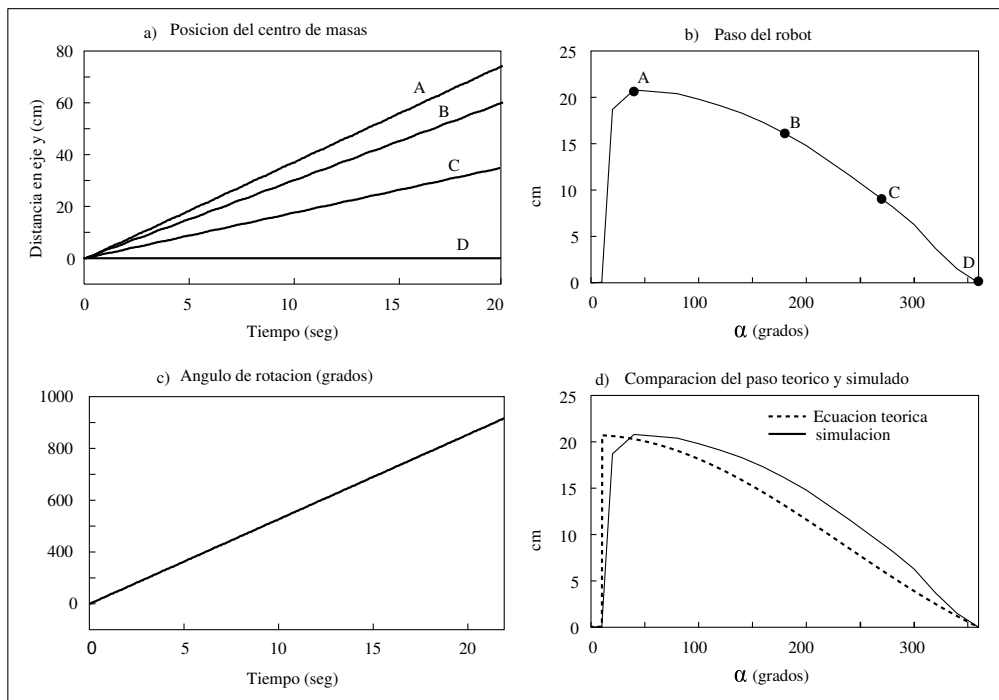 a) Posicion del centro de masas
80
60
40
20
0
Distancia en eje y (cm)
A
B
C
D
0 5 10 15 20
Tiempo (seg)
b) Paso del robot
25
20
15
10
5
0
cm
A
B
C
D
0 100 200 300
α (grados)
c) Angulo de rotacion (grados)
1000
800
600
400
200
0
0 5 10 15 20
Tiempo (seg)
d) Comparacion del paso teorico y simulado
25
20
15
10
5
0
cm
Ecuacion teorica
simulacion
0 100 200 300
α (grados)